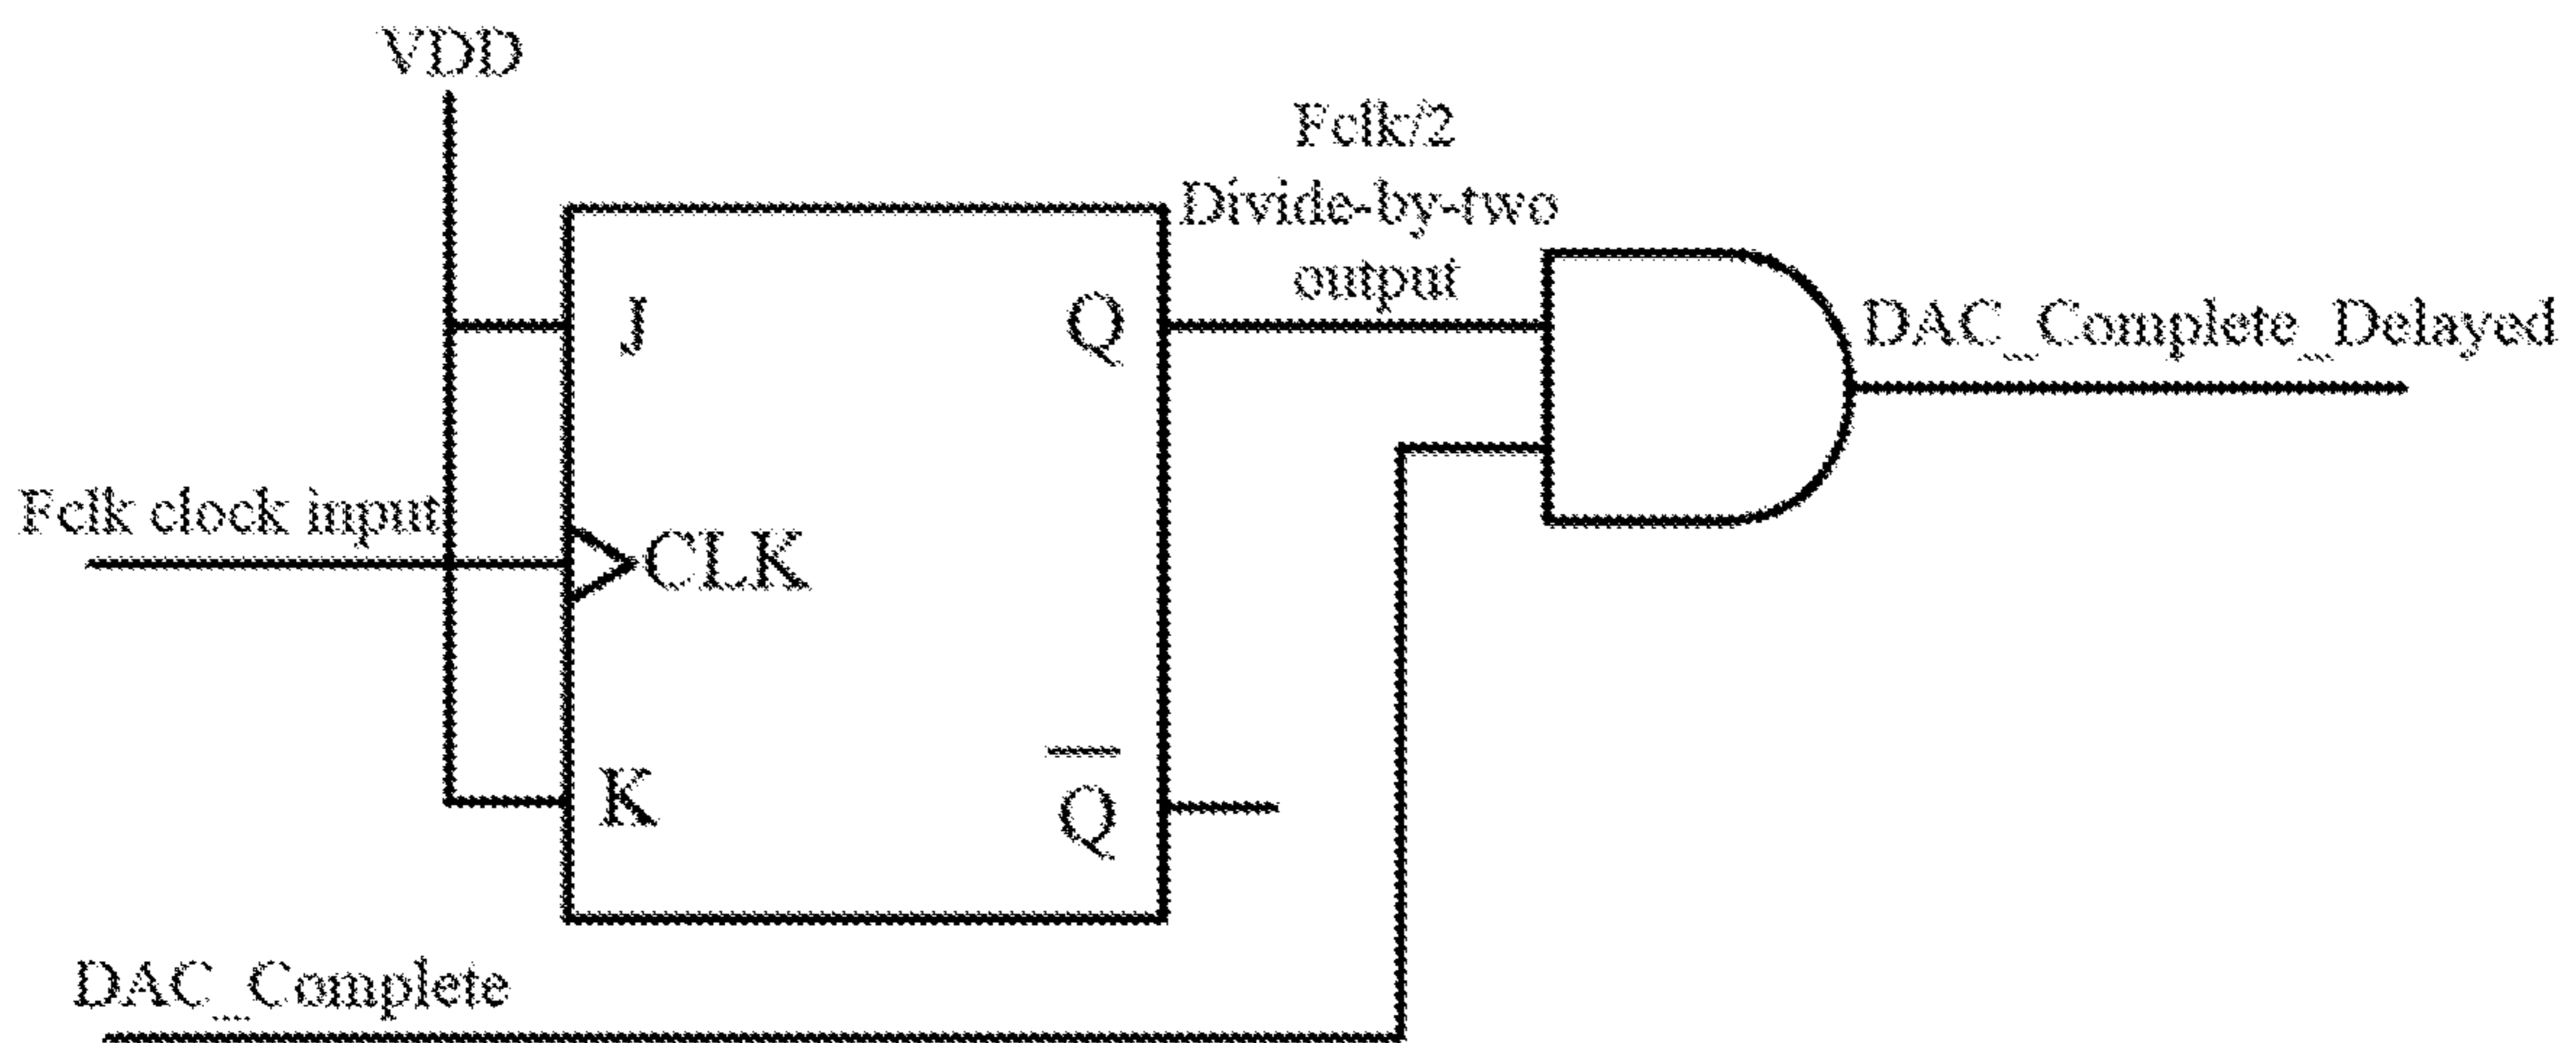 VDD
Fclk/2
Divide-by-two
output
J
Q
DAC_Complete_Delayed
Fclk clock input
CLK
K
Q
DAC_Complete